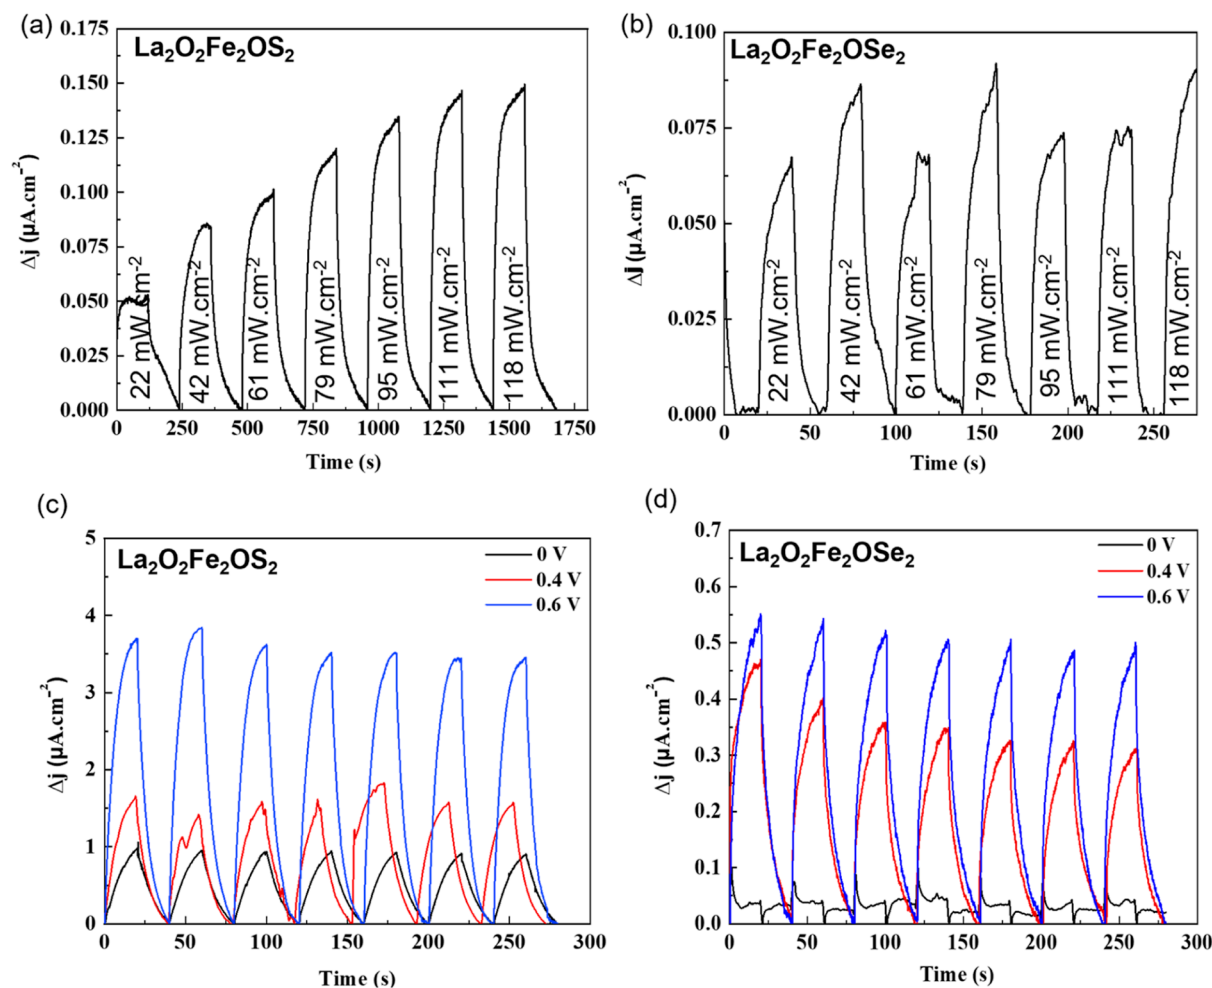 (a)
La₂O₂Fe₂OS₂
0.175
0.150
0.125
0.100
0.075
0.050
0.025
0.000
Δj (µA.cm⁻²)
22 mW.cm⁻²
42 mW.cm⁻²
61 mW.cm⁻²
79 mW.cm⁻²
95 mW.cm⁻²
111 mW.cm⁻²
118 mW.cm⁻²
0 250 500 750 1000 1250 1500 1750
Time (s)
(b)
La₂O₂Fe₂OSe₂
0.100
0.075
0.050
0.025
0.000
Δj (µA.cm⁻²)
22 mW.cm⁻²
42 mW.cm⁻²
61 mW.cm⁻²
79 mW.cm⁻²
95 mW.cm⁻²
111 mW.cm⁻²
118 mW.cm⁻²
0 50 100 150 200 250
Time (s)
(c)
La₂O₂Fe₂OS₂
0 V
0.4 V
0.6 V
5
4
3
2
1
0
Δj (µA.cm⁻²)
0 50 100 150 200 250 300
Time (s)
(d)
La₂O₂Fe₂OSe₂
0 V
0.4 V
0.6 V
0.7
0.6
0.5
0.4
0.3
0.2
0.1
0.0
Δj (µA.cm⁻²)
0 50 100 150 200 250 300
Time (s)